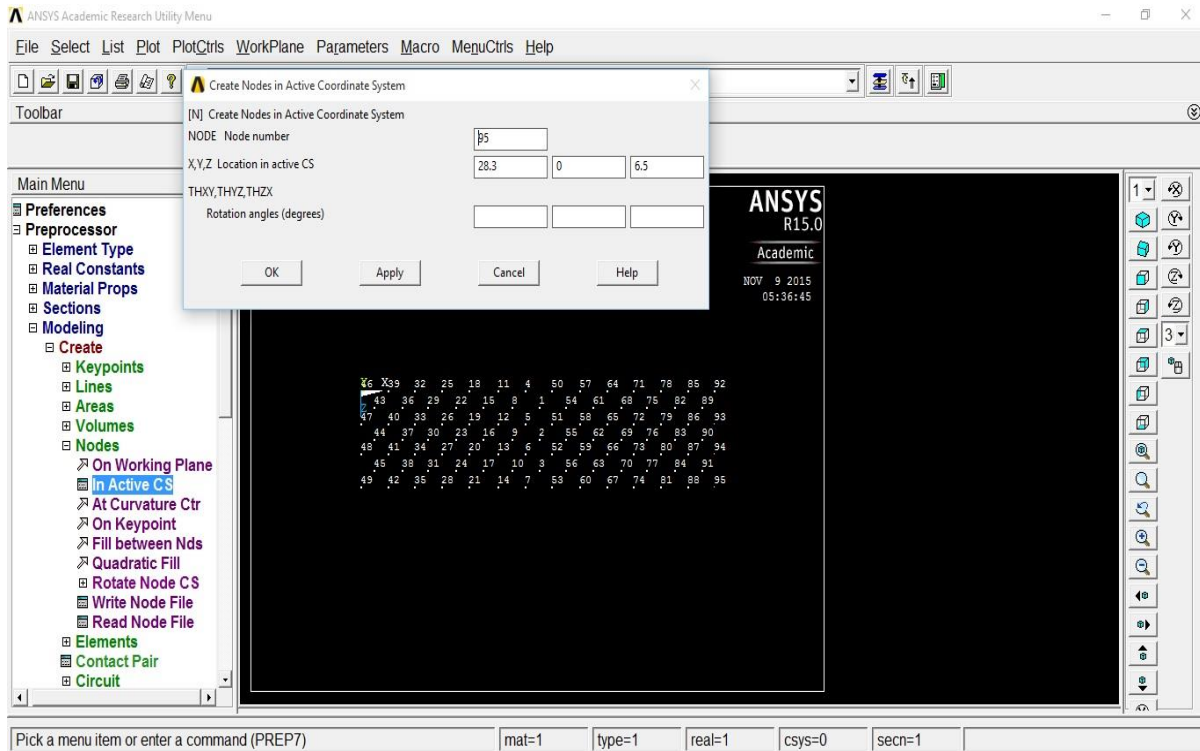 ANSYS Academic Research Utility Menu
File Select List Plot PlotCtrls WorkPlane Parameters Macro MenuCtrls Help
Create Nodes in Active Coordinate System
Toolbar
[N] Create Nodes in Active Coordinate System
NODE Node number 95
X,Y,Z Location in active CS 28.3 0 6.5
THXY,THYZ,THZX
Rotation angles (degrees)
OK Apply Cancel Help
Main Menu
Preferences
Preprocessor
Element Type
Real Constants
Material Props
Sections
Modeling
Create
Keypoints
Lines
Areas
Volumes
Nodes
On Working Plane
In Active CS
At Curvature Ctr
On Keypoint
Fill between Nds
Quadratic Fill
Rotate Node CS
Write Node File
Read Node File
Elements
Contact Pair
Circuit
ANSYS
R15.0
Academic
NOV 9 2015
05:36:45
X 39 32 25 18 11 4 50 57 64 71 78 85 92
43 36 29 22 15 8 1 54 61 68 75 82 89
Z
47 40 33 26 19 12 5 51 58 65 72 79 86 93
44 37 30 23 16 9 2 55 62 69 76 83 90
48 41 34 27 20 13 6 52 59 66 73 80 87 94
45 38 31 24 17 10 3 56 63 70 77 84 91
49 42 35 28 21 14 7 53 60 67 74 81 88 95
1
3
Pick a menu item or enter a command (PREP7) mat=1 type=1 real=1 csys=0 secn=1